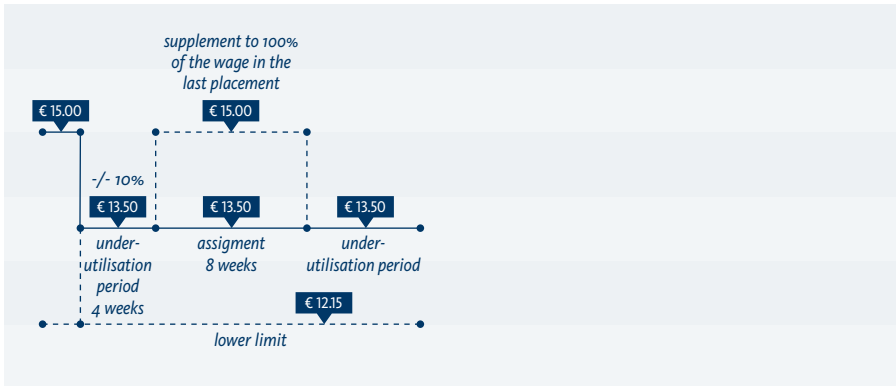 supplement to 100%
of the wage in the
last placement
€ 15.00
€ 15.00
-/- 10%
€ 13.50
€ 13.50
€ 13.50
under-
utilisation
period
4 weeks
assigment
8 weeks
under-
utilisation period
€ 12.15
lower limit